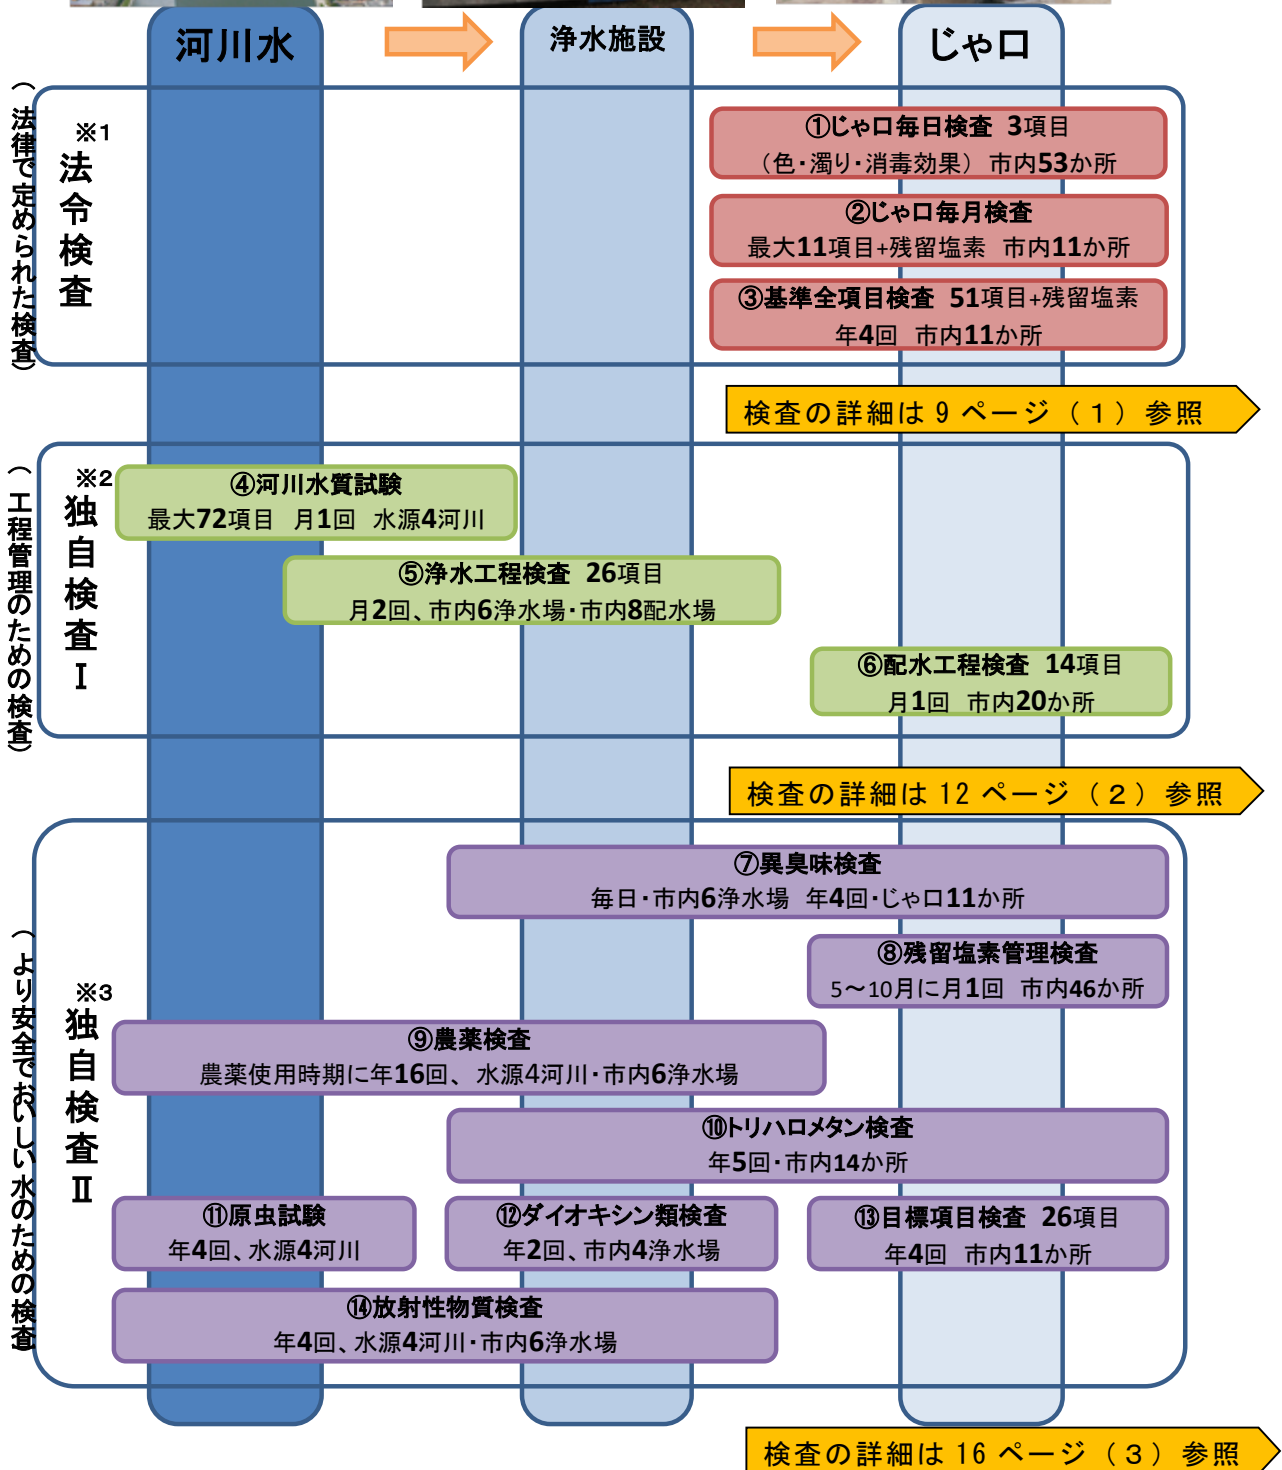 河川水
浄水施設
じゃ口
（法律で定められた検査）
※1
法令検査
①じゃ口毎日検査 3項目
（色・濁り・消毒効果） 市内53か所
②じゃ口毎月検査
最大11項目+残留塩素 市内11か所
③基準全項目検査 51項目+残留塩素
年4回 市内11か所
検査の詳細は 9 ページ（１）参照
（工程管理のための検査）
※2
独自検査Ⅰ
④河川水質試験
最大72項目 月1回 水源4河川
⑤浄水工程検査 26項目
月2回、市内6浄水場・市内8配水場
⑥配水工程検査 14項目
月1回 市内20か所
検査の詳細は 12 ページ（２）参照
（より安全でおいしい水のための検査）
※3
独自検査Ⅱ
⑦異臭味検査
毎日・市内6浄水場 年4回・じゃ口11か所
⑧残留塩素管理検査
5～10月に月1回 市内46か所
⑨農薬検査
農薬使用時期に年16回、 水源4河川・市内6浄水場
⑩トリハロメタン検査
年5回・市内14か所
⑪原虫試験
年4回、水源4河川
⑫ダイオキシン類検査
年2回、市内4浄水場
⑬目標項目検査 26項目
年4回 市内11か所
⑭放射性物質検査
年4回、水源4河川・市内6浄水場
検査の詳細は 16 ページ（３）参照